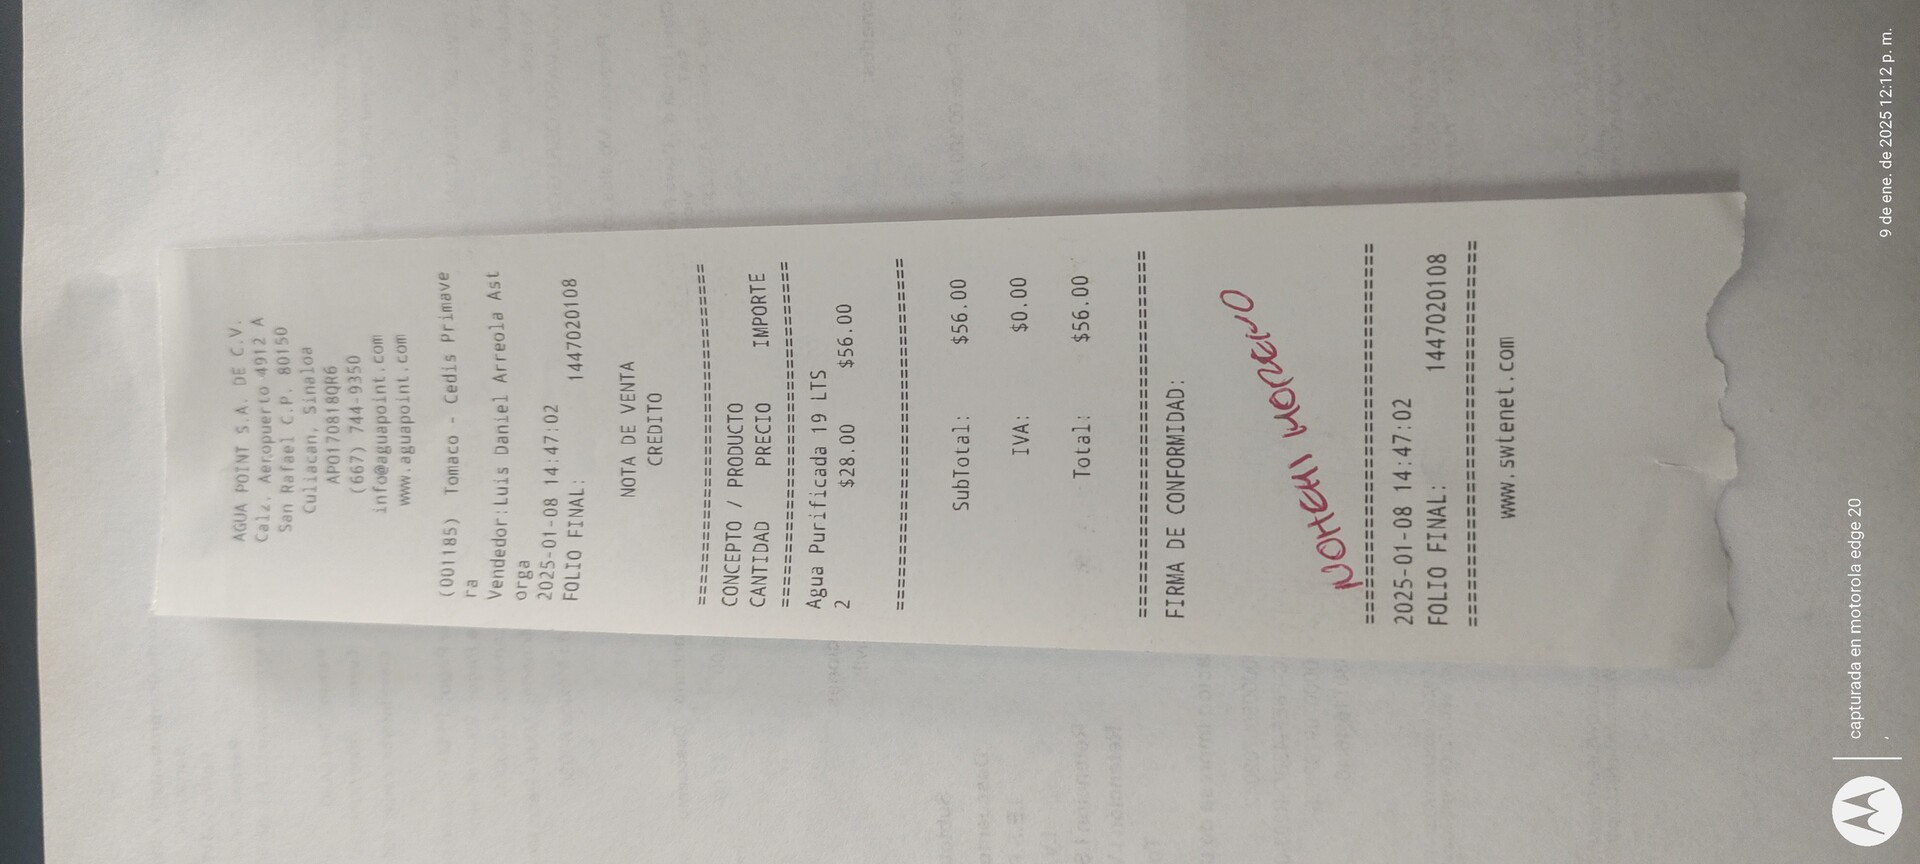 AGUA POINT S.A. DE C.V.
Calz. Aeropuerto 4912 A
San Rafael C.P. 80150
Culiacan, Sinaloa
APO170818QR6
(667) 744-9350
info@aguapoint.com
www.aguapoint.com
(001185) Tomaco - Cedis Primave
ra
Vendedor:Luis Daniel Arreola Ast
orga
2025-01-08 14:47:02
FOLIO FINAL: 1447020108
NOTA DE VENTA
CREDITO
================================
CONCEPTO / PRODUCTO
CANTIDAD PRECIO IMPORTE
================================
Agua Purificada 19 LTS
2 $28.00 $56.00
================================
SubTotal: $56.00
IVA: $0.00
Total: $56.00
================================
FIRMA DE CONFORMIDAD:
NOHEMI MORENO
================================
2025-01-08 14:47:02
FOLIO FINAL: 1447020108
================================
www.swtenet.com
capturada en motorola edge 20
,
9 de ene. de 2025 12:12 p. m.